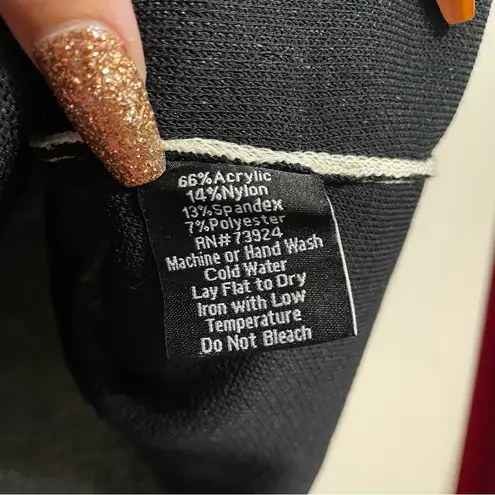 66%Acrylic
14%Nylon
13%Spandex
7%Polyester
RN#73924
Machine or Hand Wash
Cold Water
Lay Flat to Dry
Iron with Low
Temperature
Do Not Bleach